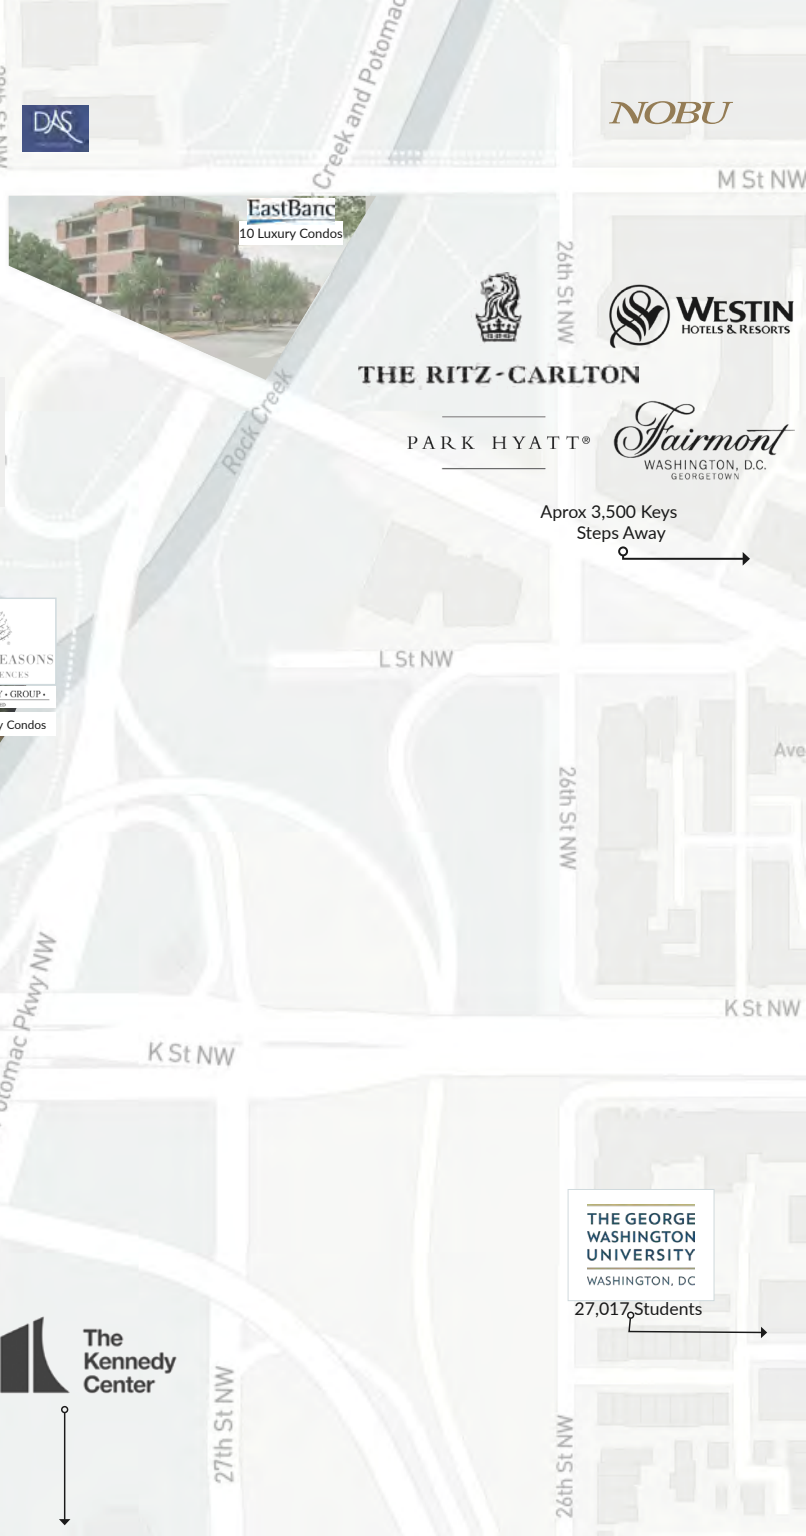 Creek and Potomac
DAS
NOBU
M St NW
EastBanc
10 Luxury Condos
26th St NW
WESTIN
HOTELS & RESORTS
THE RITZ-CARLTON
Rock Creek
PARK HYATT®
Fairmont
WASHINGTON, D.C.
GEORGETOWN
Aprox 3,500 Keys
Steps Away
EASONS
ENCES
GROUP •
y Condos
L St NW
Ave
26th St NW
Potomac Pkwy NW
K St NW
K St NW
THE GEORGE
WASHINGTON
UNIVERSITY
WASHINGTON, DC
27,017 Students
The
Kennedy
Center
27th St NW
26th St NW